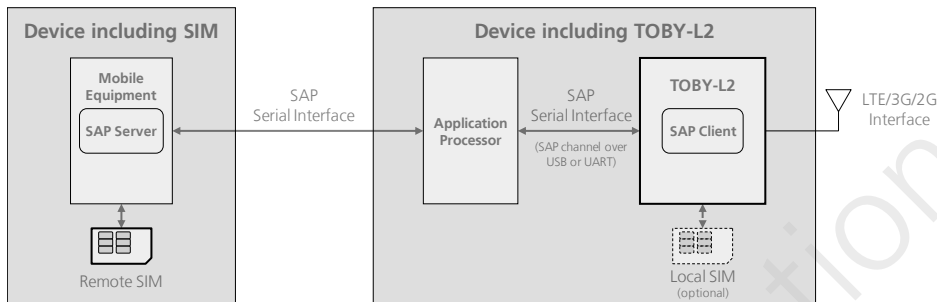 Device including SIM
Mobile
Equipment
SAP Server
Remote SIM
SAP
Serial Interface
Device including TOBY-L2
Application
Processor
SAP
Serial Interface
(SAP channel over
USB or UART)
TOBY-L2
SAP Client
Local SIM
(optional)
LTE/3G/2G
Interface